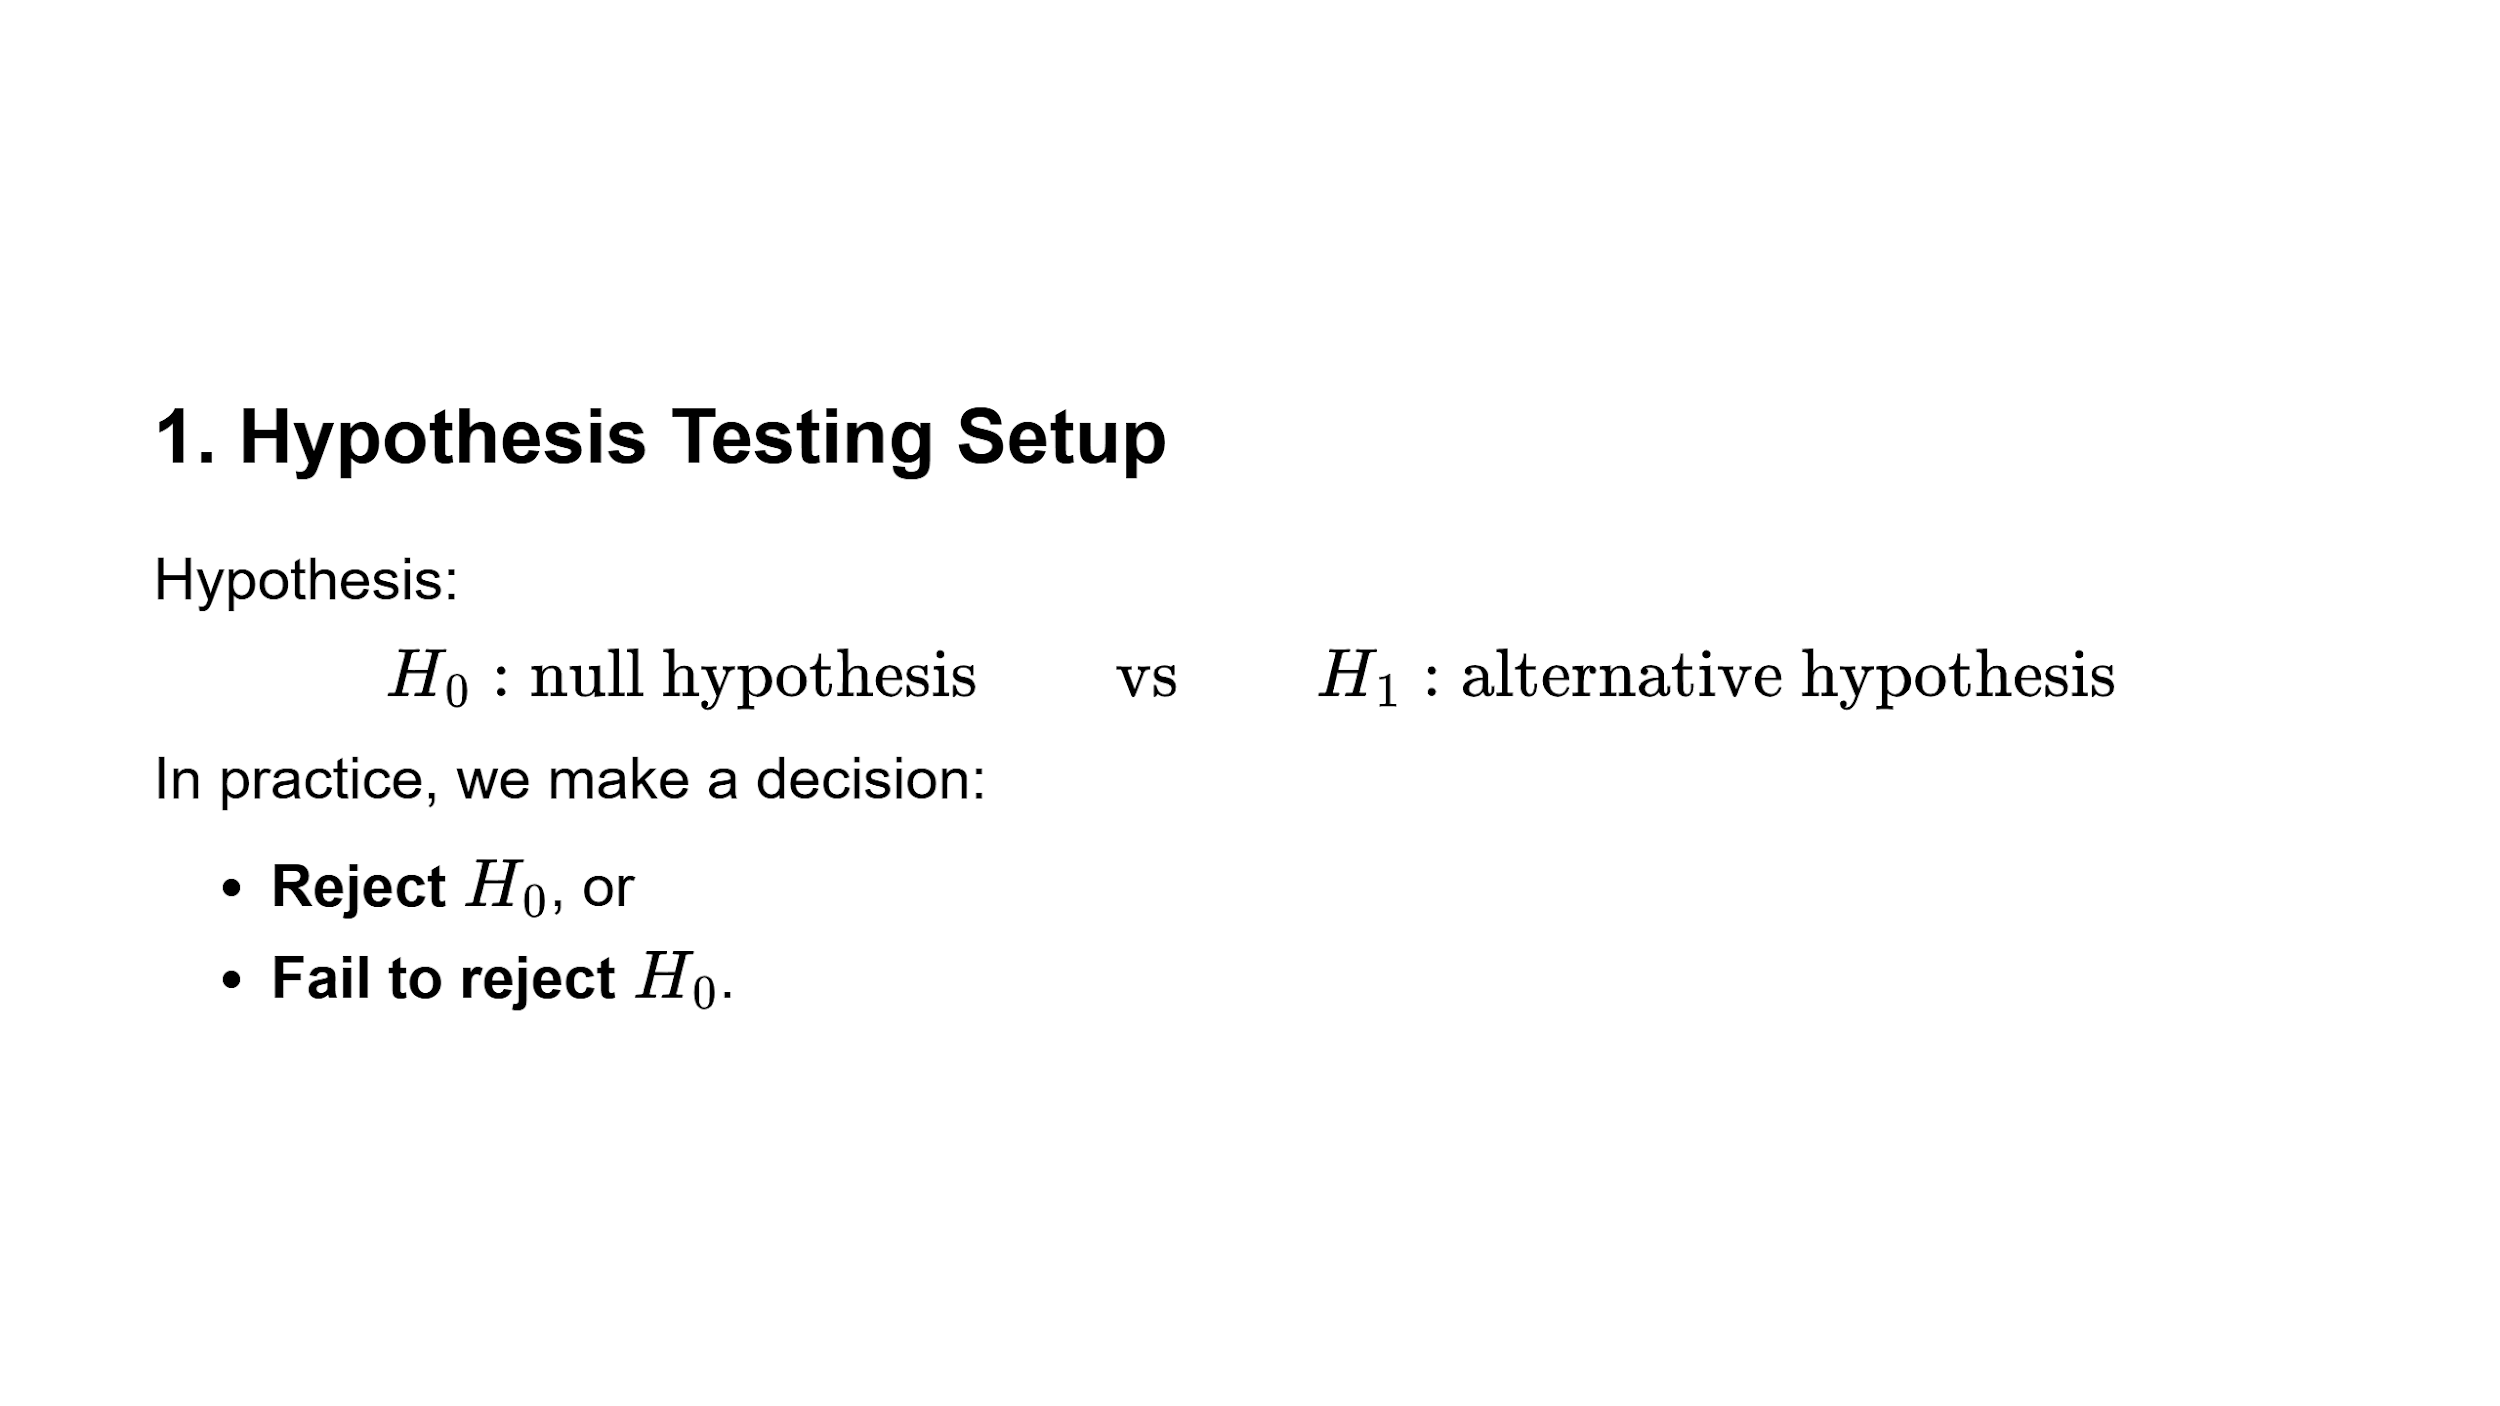 1. Hypothesis Testing Setup
Hypothesis:
H₀ : null hypothesis vs H₁ : alternative hypothesis
In practice, we make a decision:
• Reject H₀, or
• Fail to reject H₀.